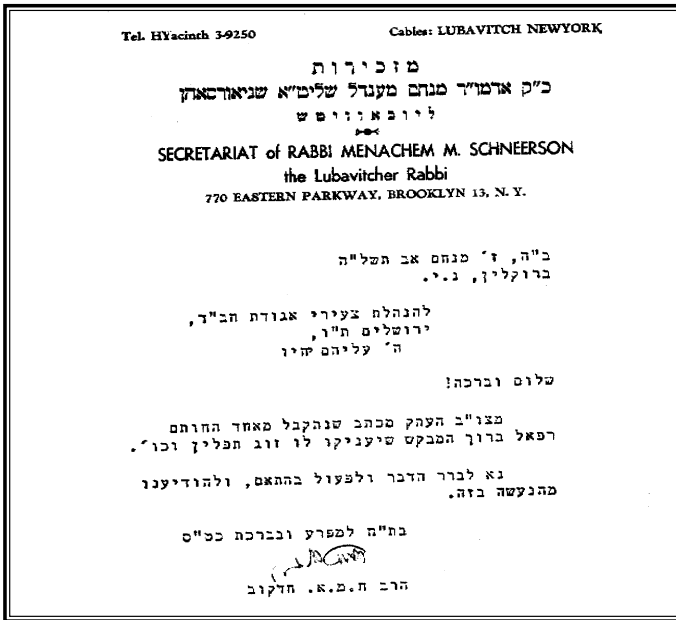 Tel. HYacinth 3-9250 Cables: LUBAVITCH NEWYORK
מזכירות
כ"ק אדמו"ר מנחם מענדל שליט"א שניאורסאהן
ליובאוויטש
SECRETARIAT of RABBI MENACHEM M. SCHNEERSON
the Lubavitcher Rabbi
770 EASTERN PARKWAY, BROOKLYN 13, N. Y.
ב"ה, ז' מנחם אב תשל"ה
ברוקלין, נ.י.
להנהלת צעירי אגודת חב"ד,
ירושלים ת"ו,
ה' עליהם יחיו
שלום וברכה!
מצו"ב העתק מכתב שנתקבל מאחד החותם
רפאל ברוך המבקש שיעניקו לו זוג תפלין וכו'.
נא לברר הדבר ולפעול בהתאם, ולהודיענו
מהנעשה בזה.
בת"ח למפרע ובברכת כט"ס
הרב ח.מ.א. חדקוב